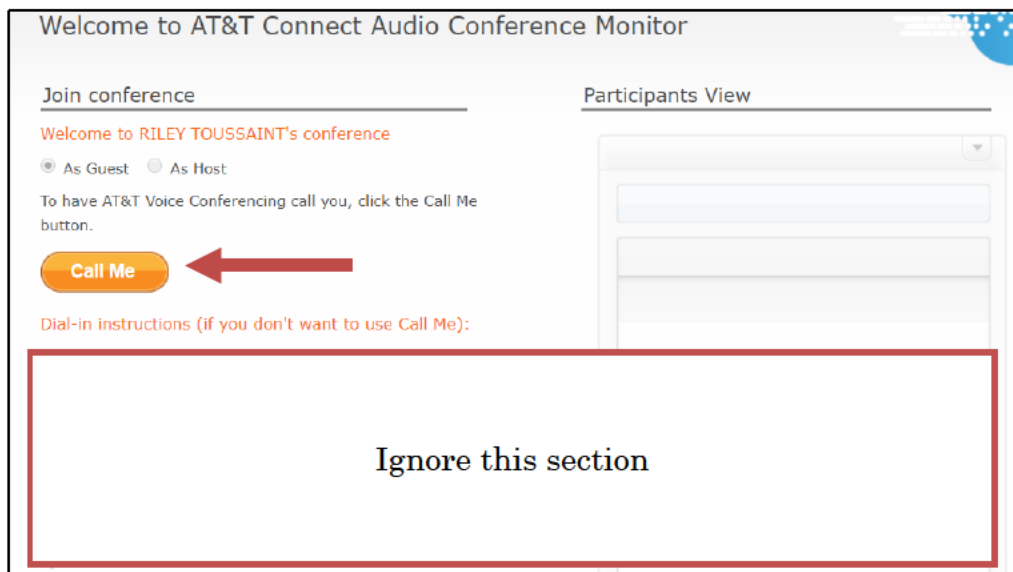 Welcome to AT&T Connect Audio Conference Monitor
Join conference
Welcome to RILEY TOUSSAINT's conference
As Guest As Host
To have AT&T Voice Conferencing call you, click the Call Me
button.
Call Me
Dial-in instructions (if you don't want to use Call Me):
Participants View
Ignore this section